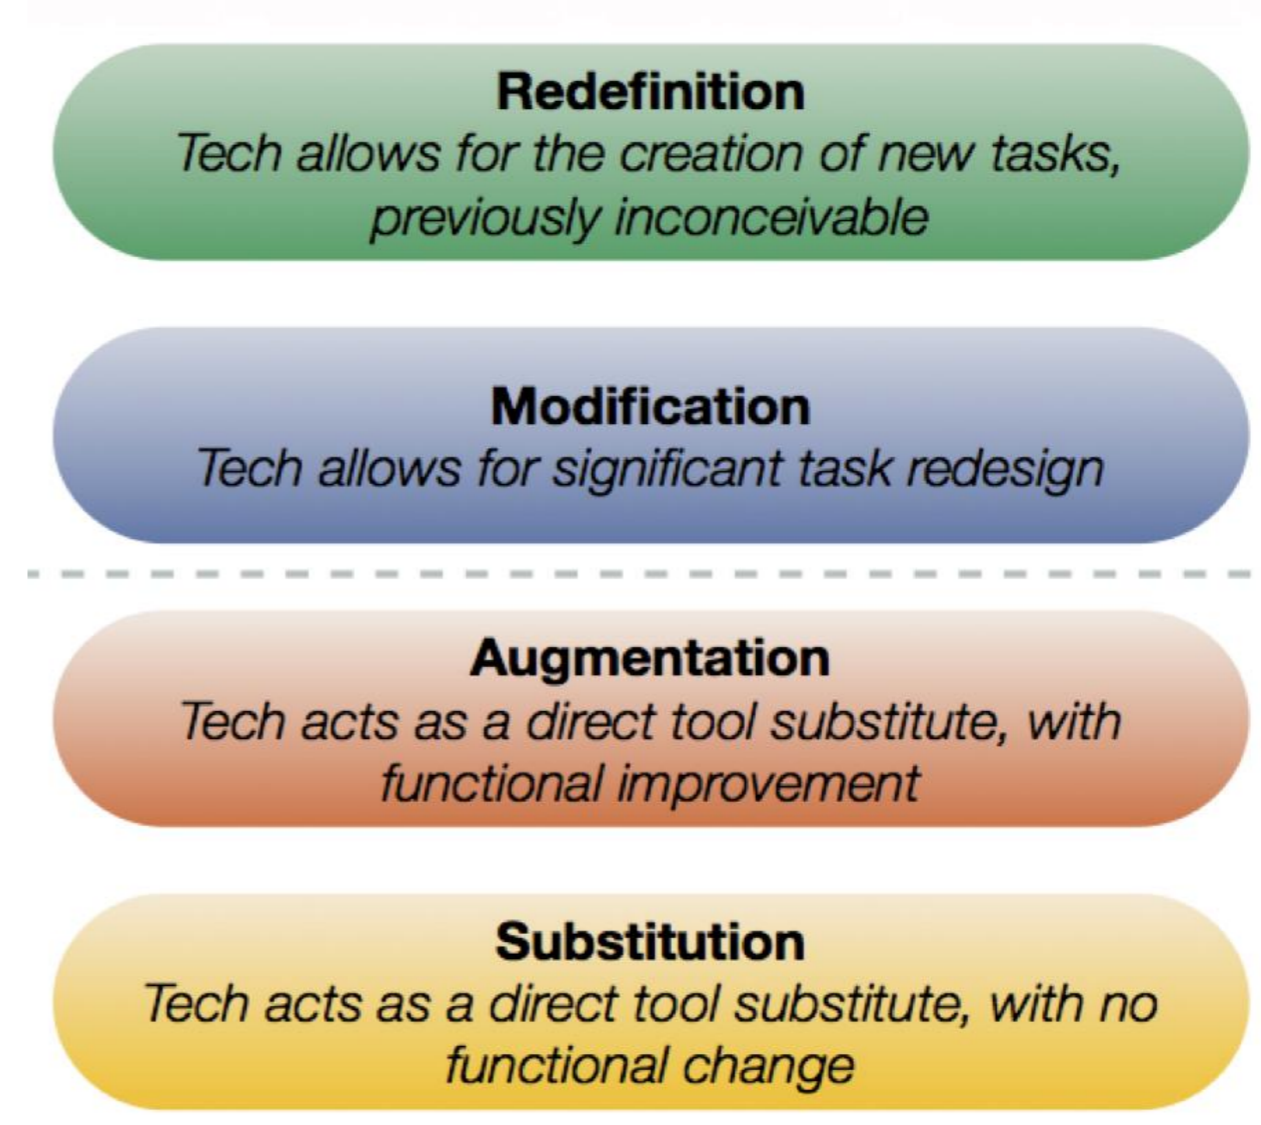 Redefinition
Tech allows for the creation of new tasks,
previously inconceivable
Modification
Tech allows for significant task redesign
Augmentation
Tech acts as a direct tool substitute, with
functional improvement
Substitution
Tech acts as a direct tool substitute, with no
functional change